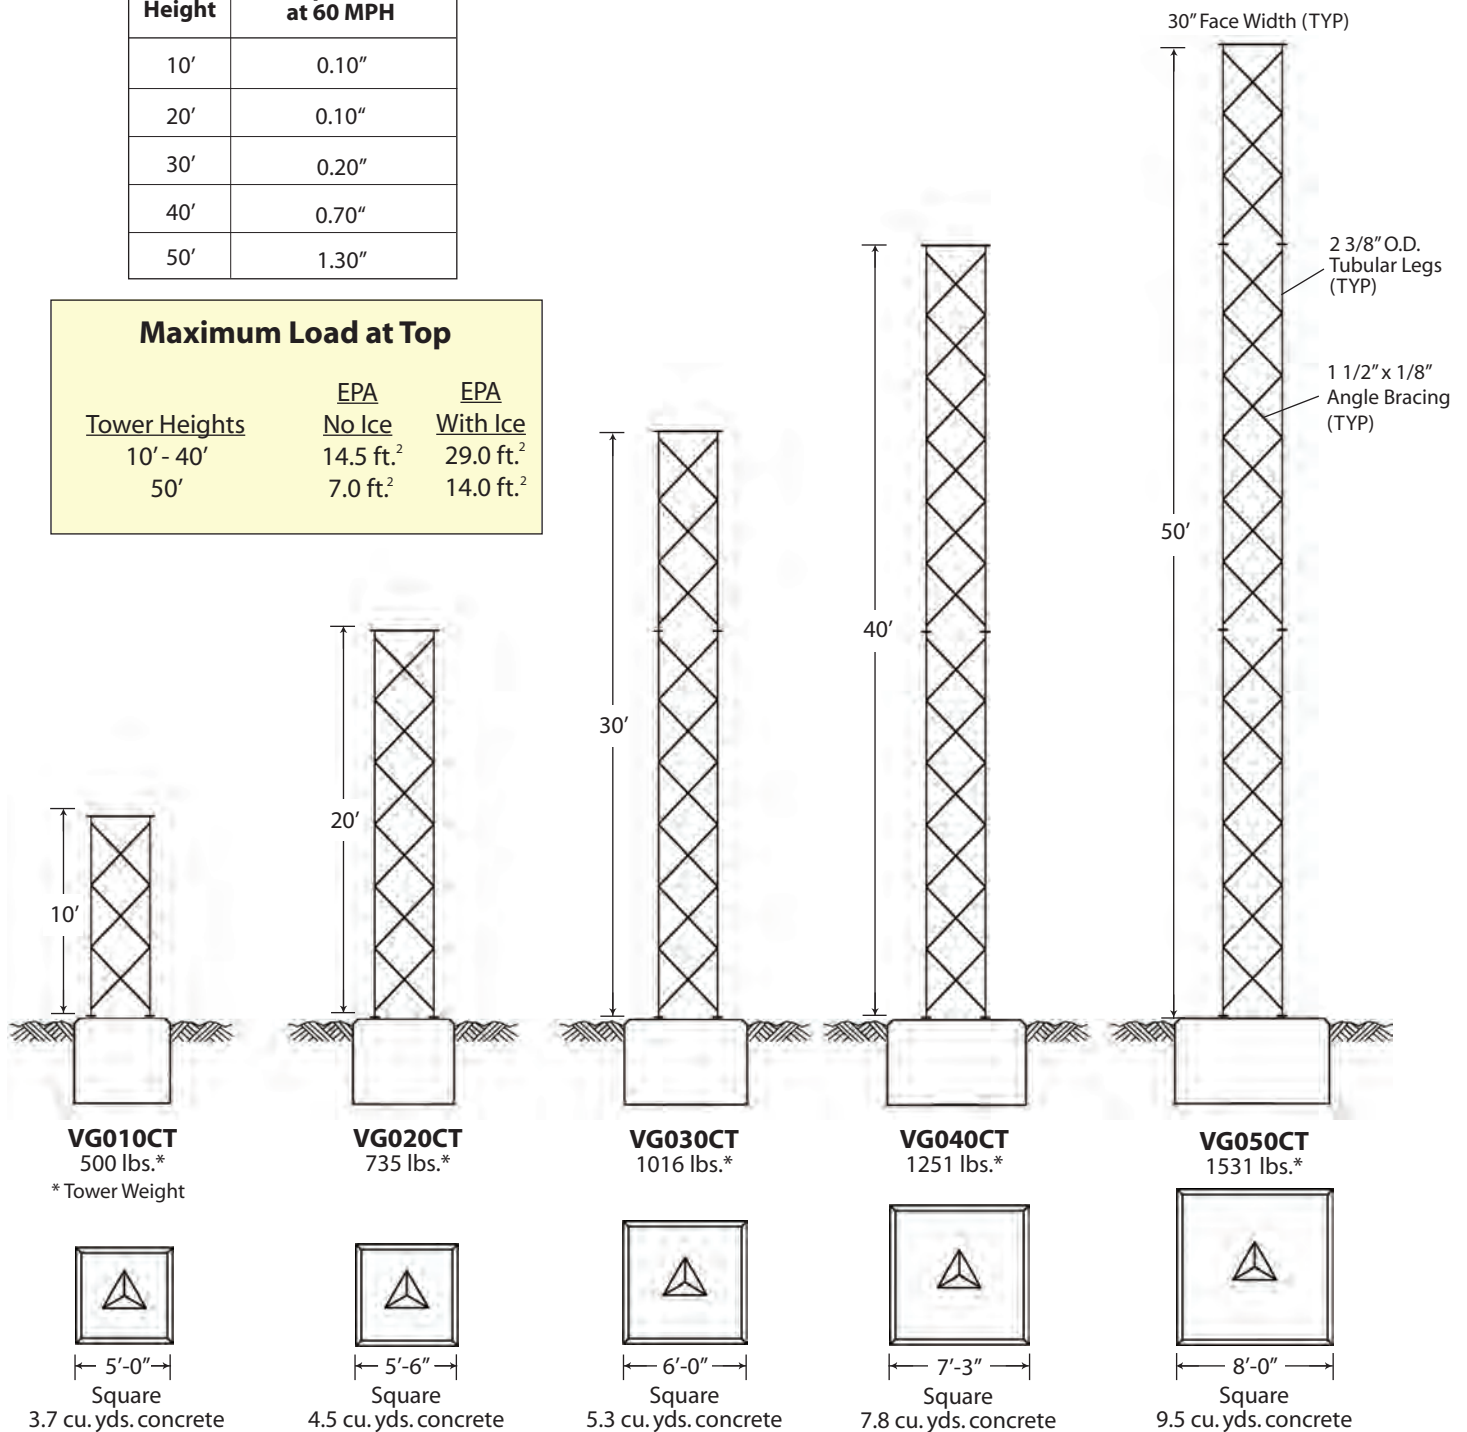 Height
at 60 MPH
10' 0.10"
20' 0.10“
30' 0.20"
40' 0.70“
50' 1.30"
Maximum Load at Top
EPA EPA
Tower Heights No Ice With Ice
10' - 40' 14.5 ft.² 29.0 ft.²
50' 7.0 ft.² 14.0 ft.²
30" Face Width (TYP)
2 3/8" O.D.
Tubular Legs
(TYP)
1 1/2" x 1/8"
Angle Bracing
(TYP)
10'
20'
30'
40'
50'
VG010CT
500 lbs.*
* Tower Weight
VG020CT
735 lbs.*
VG030CT
1016 lbs.*
VG040CT
1251 lbs.*
VG050CT
1531 lbs.*
5'-0"
Square
3.7 cu. yds. concrete
5'-6"
Square
4.5 cu. yds. concrete
6'-0"
Square
5.3 cu. yds. concrete
7'-3"
Square
7.8 cu. yds. concrete
8'-0"
Square
9.5 cu. yds. concrete